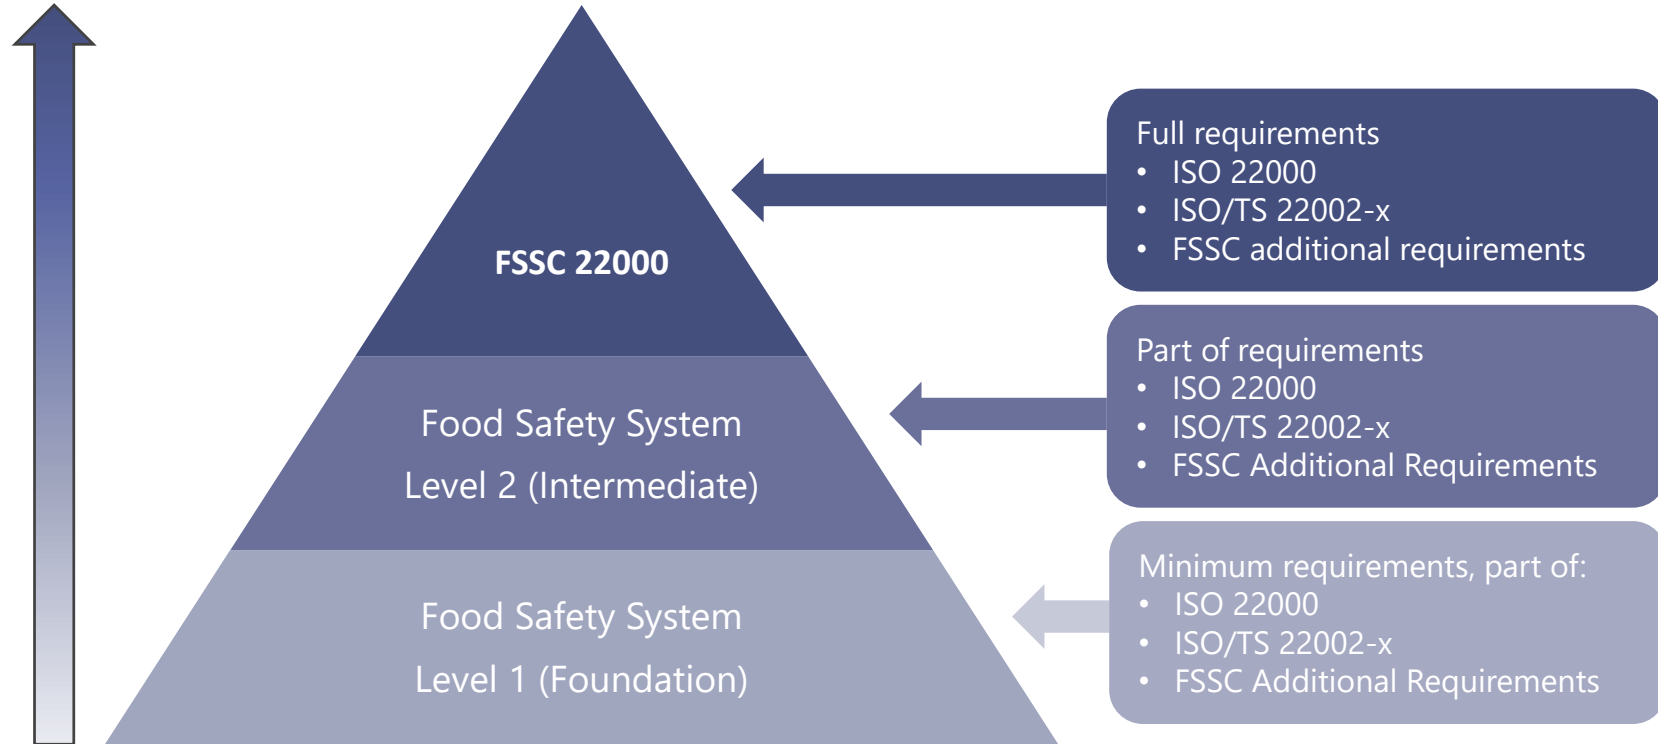 FSSC 22000
Food Safety System
Level 2 (Intermediate)
Food Safety System
Level 1 (Foundation)
Full requirements
• ISO 22000
• ISO/TS 22002-x
• FSSC additional requirements
Part of requirements
• ISO 22000
• ISO/TS 22002-x
• FSSC Additional Requirements
Minimum requirements, part of:
• ISO 22000
• ISO/TS 22002-x
• FSSC Additional Requirements